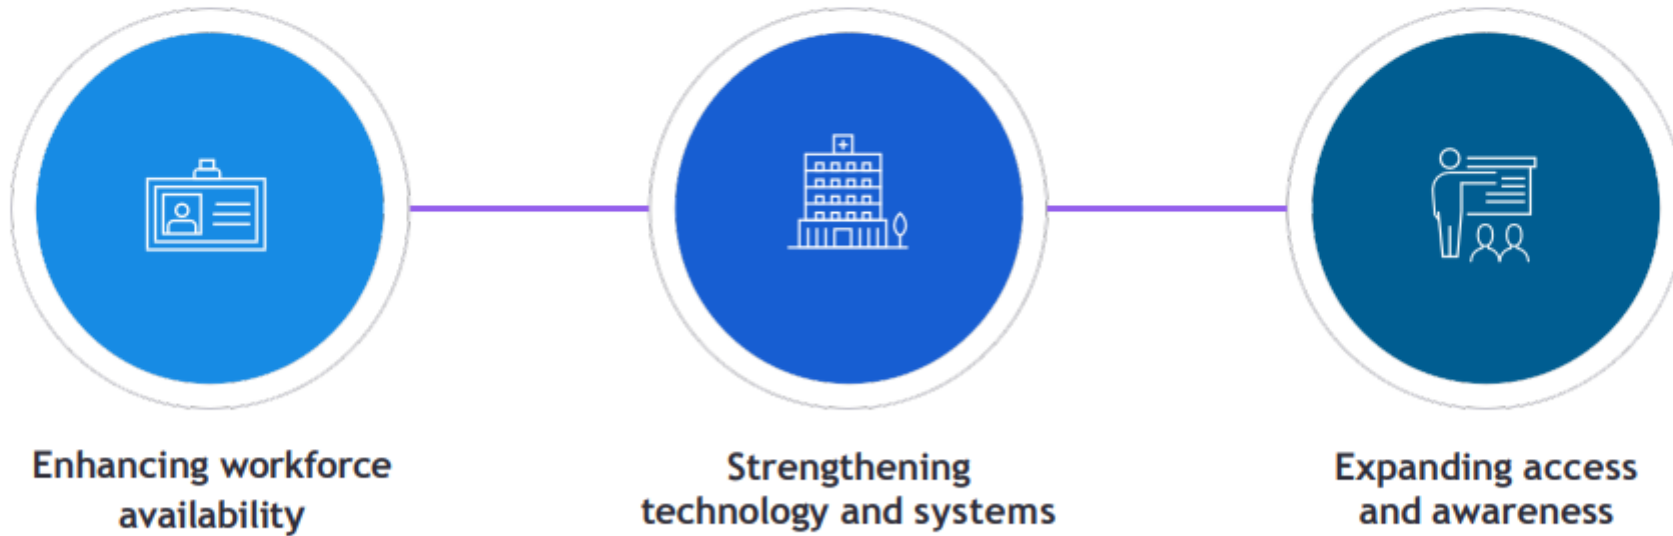 Enhancing workforce
availability
Strengthening
technology and systems
Expanding access
and awareness